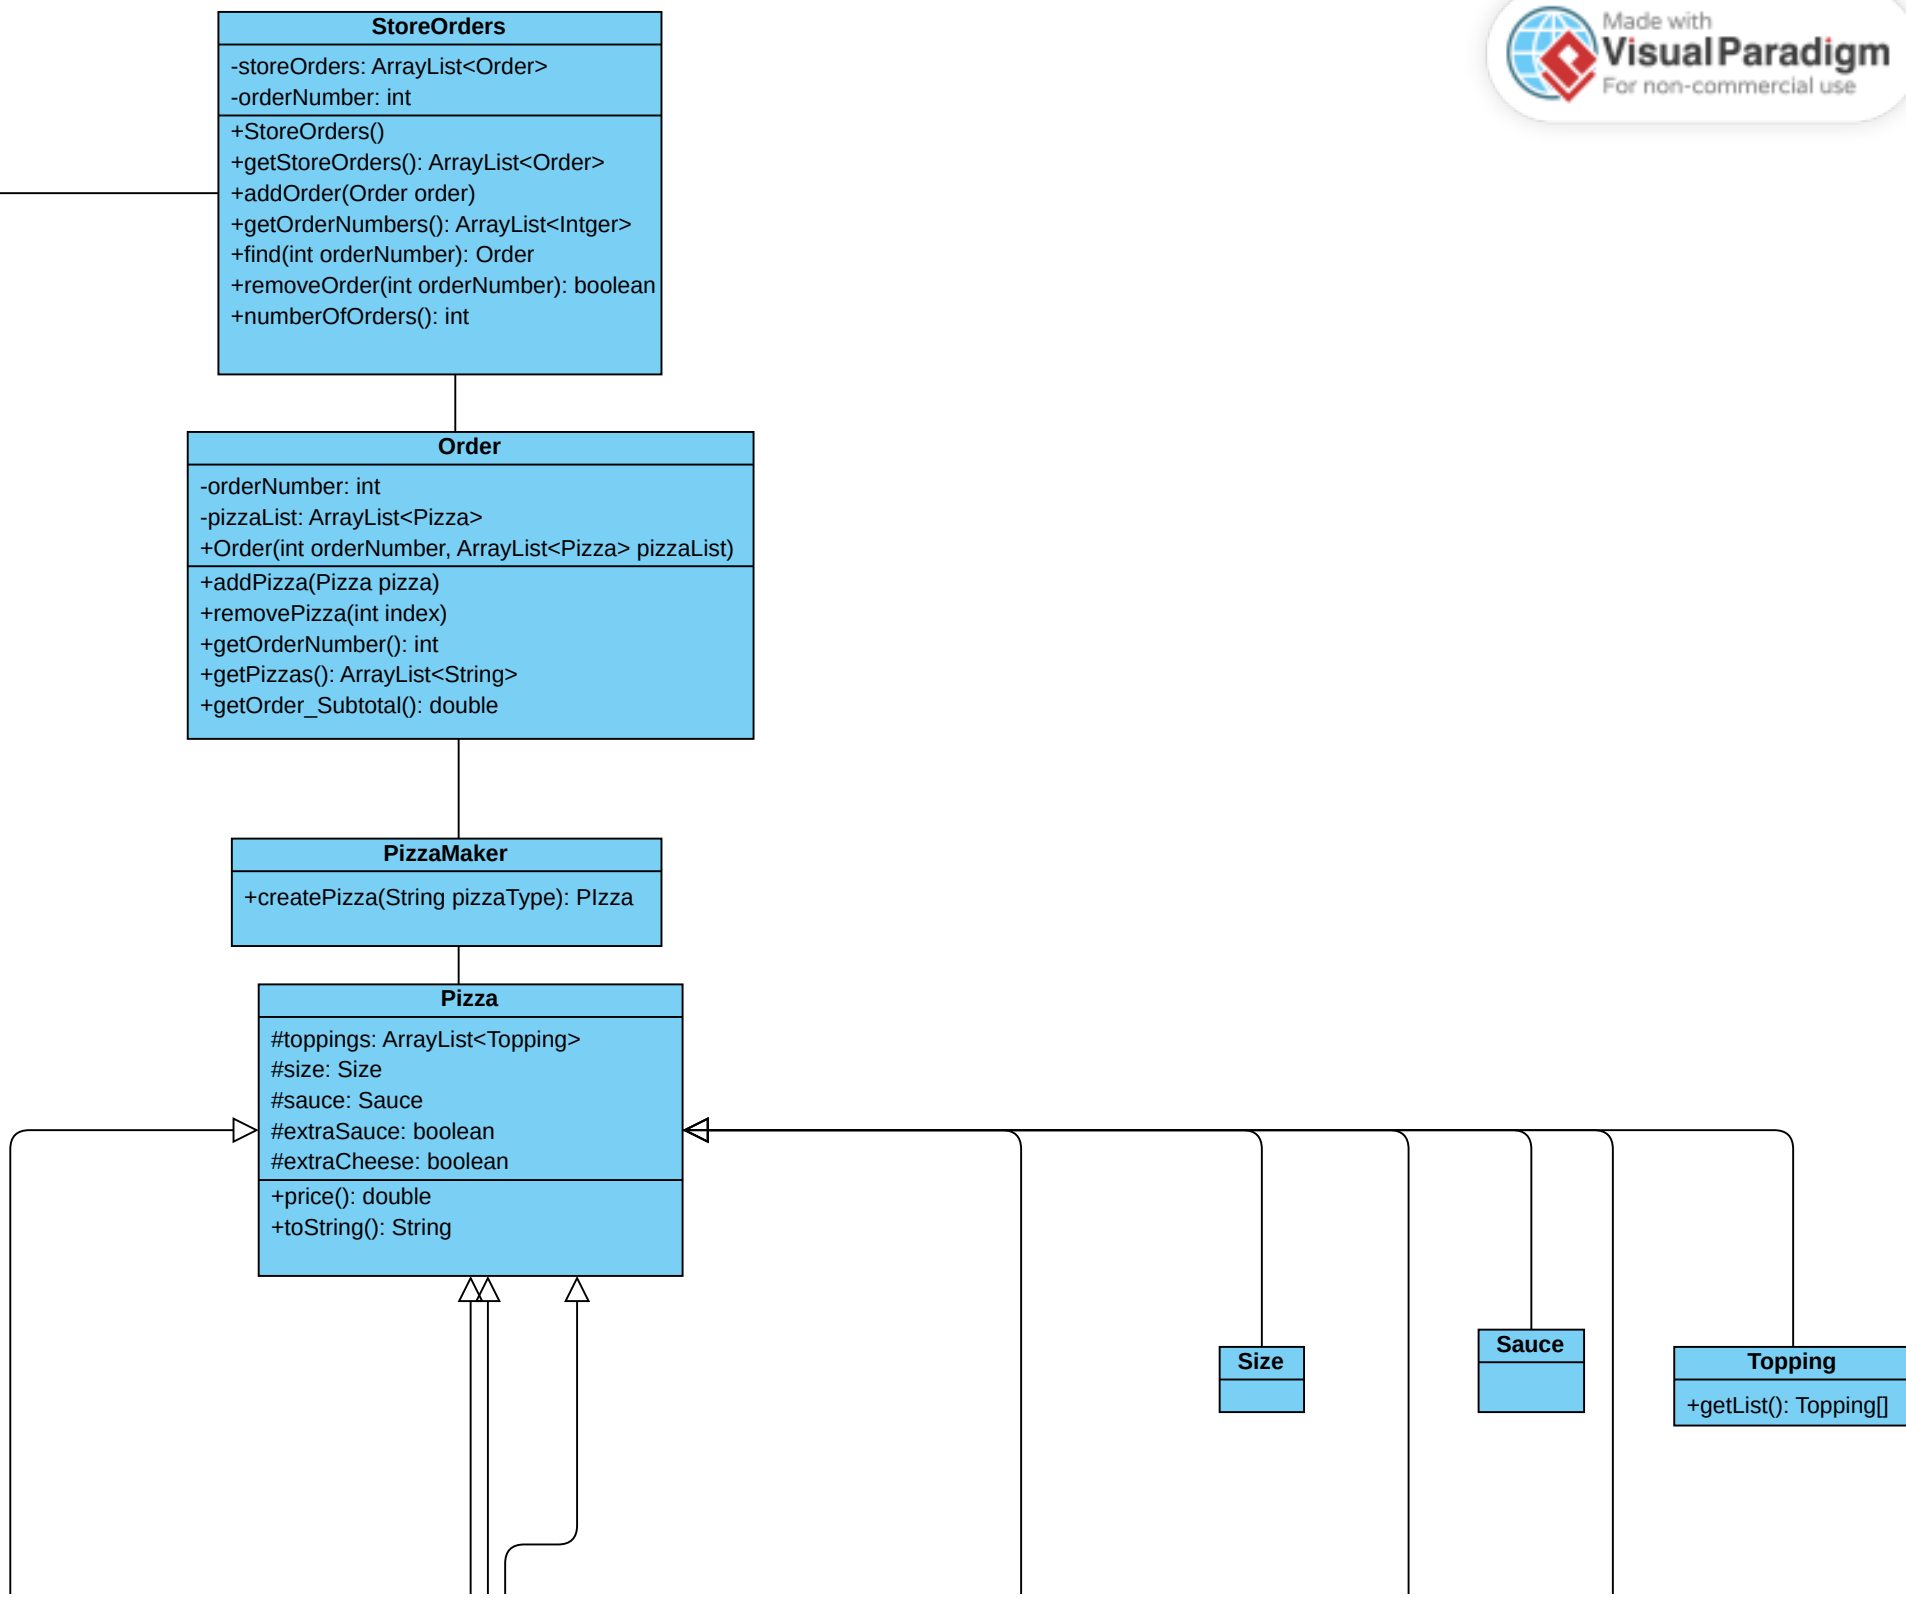 StoreOrders
-storeOrders: ArrayList<Order>
-orderNumber: int
+StoreOrders()
+getStoreOrders(): ArrayList<Order>
+addOrder(Order order)
+getOrderNumbers(): ArrayList<Intger>
+find(int orderNumber): Order
+removeOrder(int orderNumber): boolean
+numberOfOrders(): int
Made with
Visual Paradigm
For non-commercial use
Order
-orderNumber: int
-pizzaList: ArrayList<Pizza>
+Order(int orderNumber, ArrayList<Pizza> pizzaList)
+addPizza(Pizza pizza)
+removePizza(int index)
+getOrderNumber(): int
+getPizzas(): ArrayList<String>
+getOrder_Subtotal(): double
PizzaMaker
+createPizza(String pizzaType): PIzza
Pizza
#toppings: ArrayList<Topping>
#size: Size
#sauce: Sauce
#extraSauce: boolean
#extraCheese: boolean
+price(): double
+toString(): String
Size
Sauce
Topping
+getList(): Topping[]